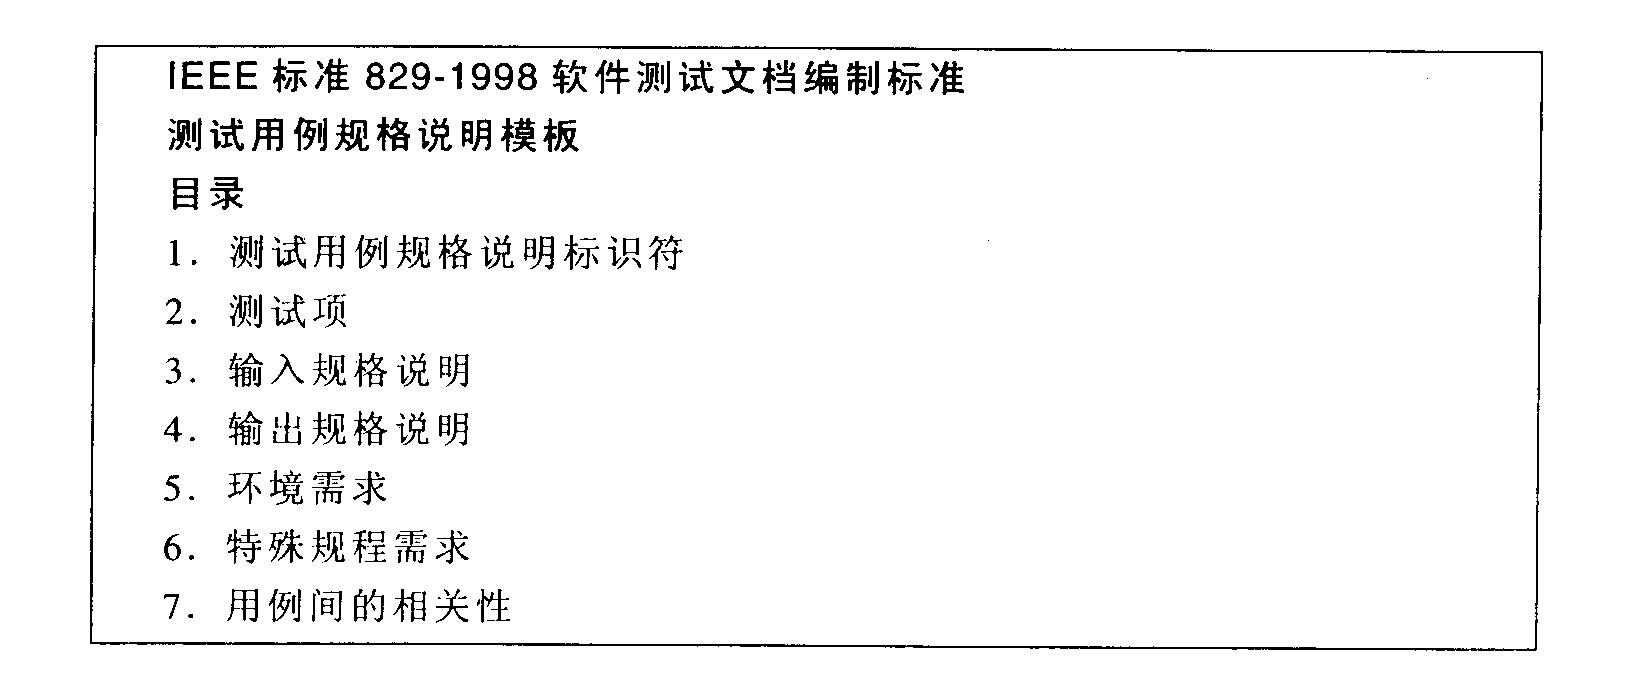 IEEE 标准 829-1998 软件测试文档编制标准
测试用例规格说明模板
目录
1. 测试用例规格说明标识符
2. 测试项
3. 输入规格说明
4. 输出规格说明
5. 环境需求
6. 特殊规程需求
7. 用例间的相关性